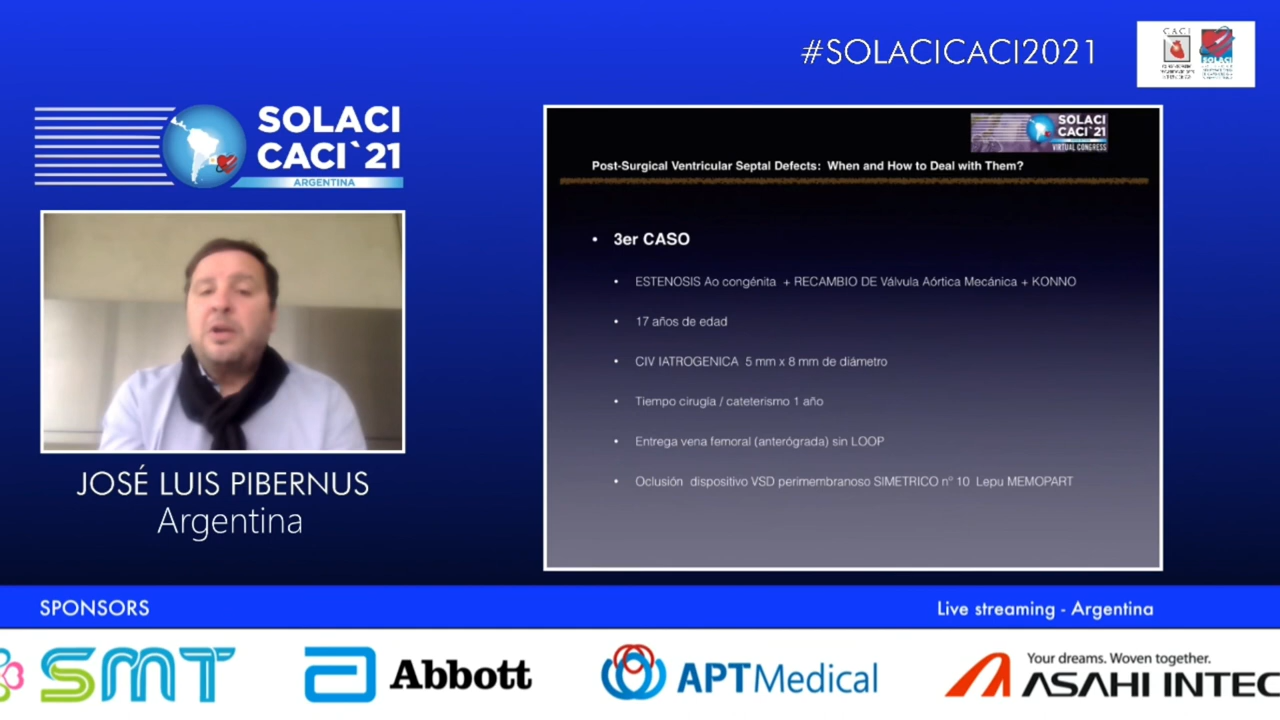 #SOLACICACI2021
CACI
SOLACI
SOLACI
CACI`21
ARGENTINA
JOSÉ LUIS PIBERNUS
Argentina
SOLACI
CACI`21
VIRTUAL CONGRESS
Post-Surgical Ventricular Septal Defects: When and How to Deal with Them?
• 3er CASO
• ESTENOSIS Ao congénita + RECAMBIO DE Válvula Aórtica Mecánica + KONNO
• 17 años de edad
• CIV IATROGENICA 5 mm x 8 mm de diámetro
• Tiempo cirugía / cateterismo 1 año
• Entrega vena femoral (anterógrada) sin LOOP
• Oclusión dispositivo VSD perimembranoso SIMETRICO nº 10 Lepu MEMOPART
SPONSORS
Live streaming - Argentina
SMT
Abbott
APTMedical
Your dreams. Woven together.
ASAHI INTEC